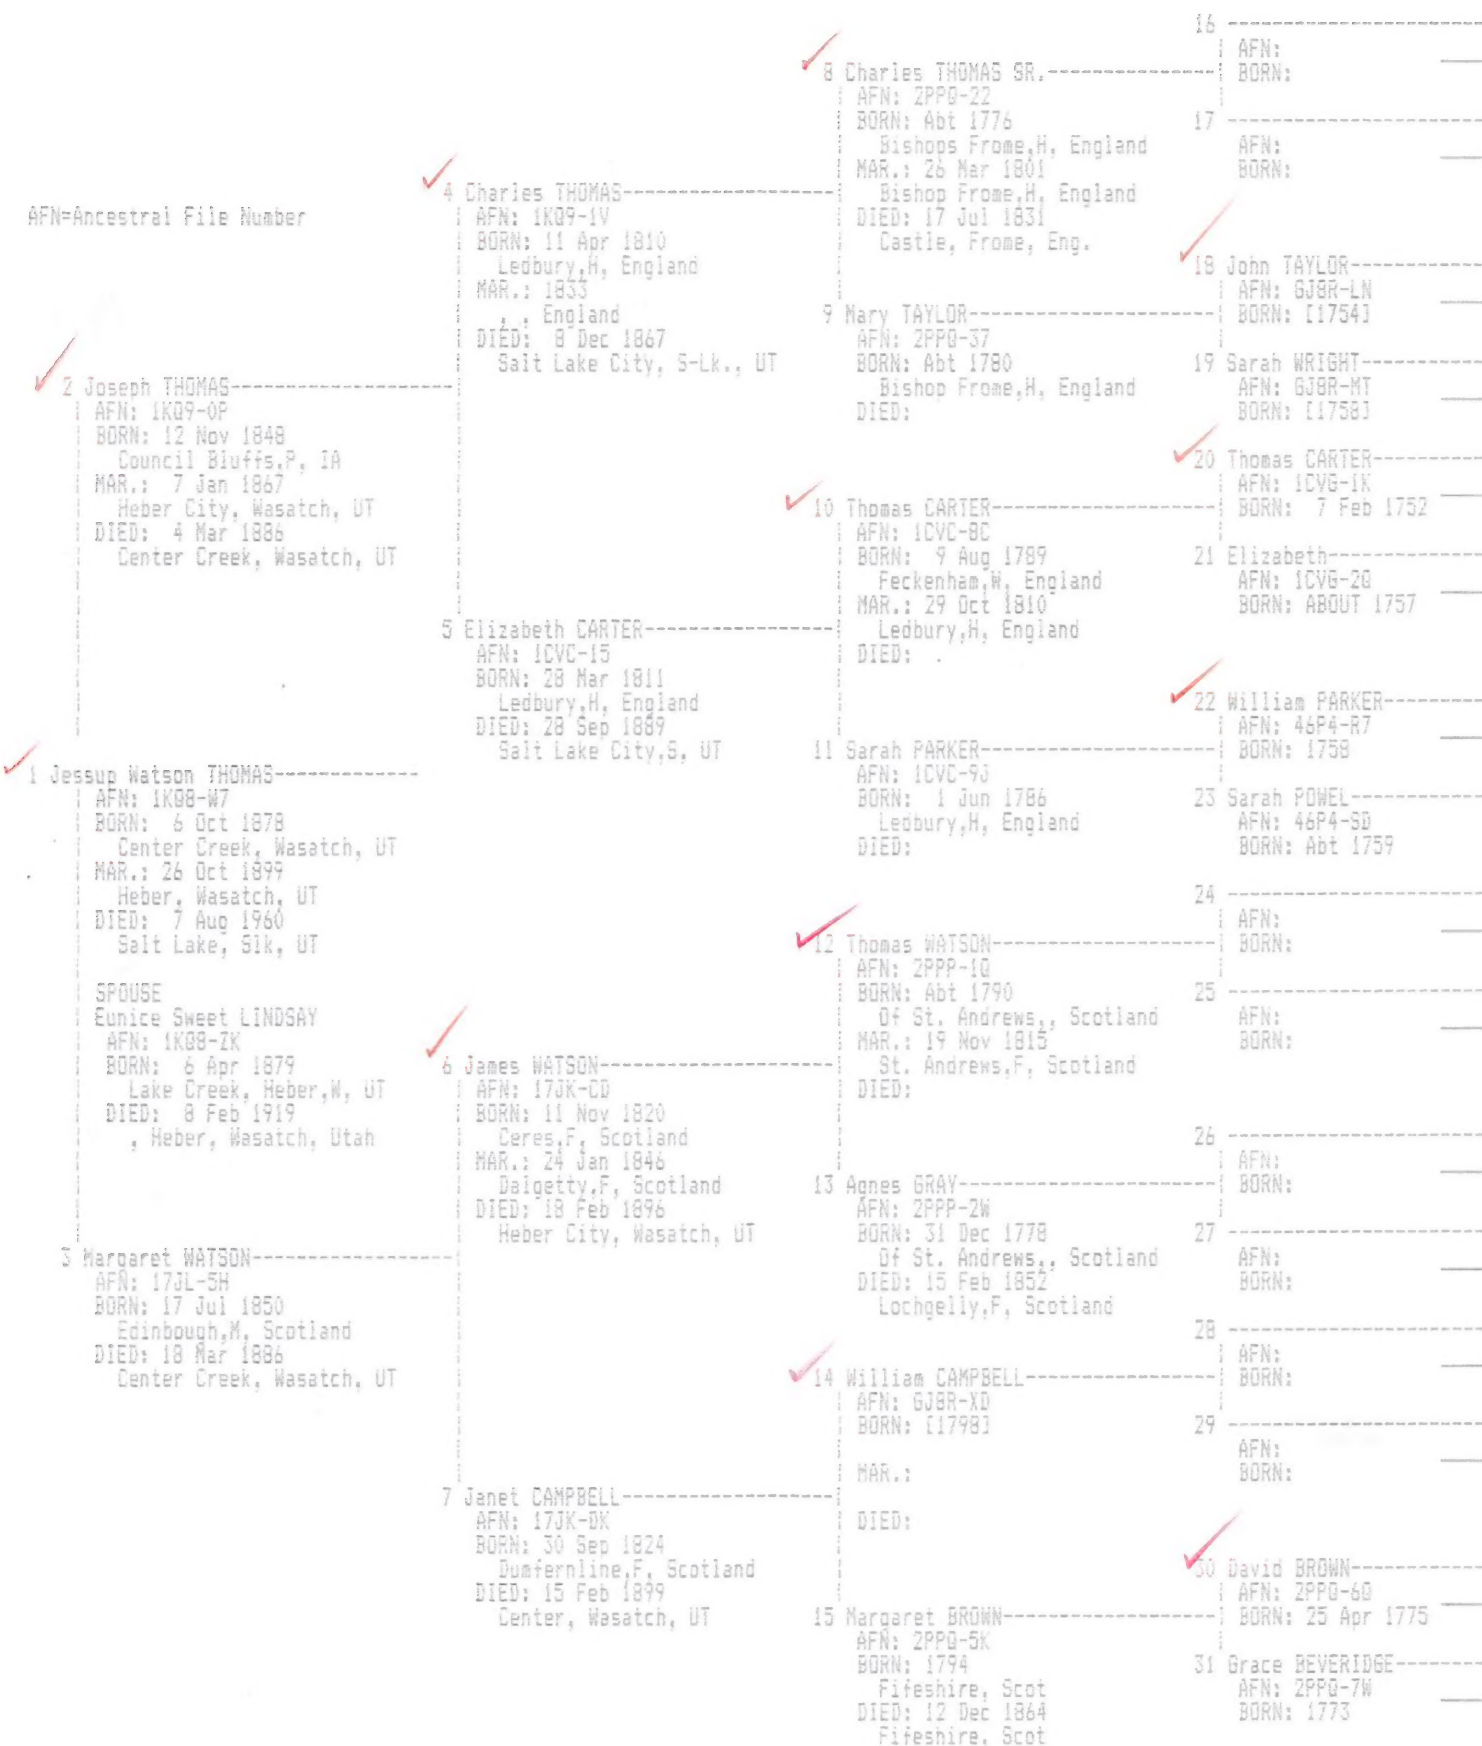 AFN=Ancestral File Number
1 Jessup Watson THOMAS-------------
AFN: 1KQ8-W7
BORN:  6 Oct 1878
Center Creek, Wasatch, UT
MAR.: 26 Oct 1899
Heber, Wasatch, UT
DIED:  7 Aug 1960
Salt Lake, Slk, UT
SPOUSE
Eunice Sweet LINDSAY
AFN: 1KQ8-ZK
BORN:  6 Apr 1879
Lake Creek, Heber,W, UT
DIED:  8 Feb 1919
, Heber, Wasatch, Utah
2 Joseph THOMAS--------------------
AFN: 1KQ9-0P
BORN: 12 Nov 1848
Council Bluffs,P, IA
MAR.:  7 Jan 1867
Heber City, Wasatch, UT
DIED:  4 Mar 1886
Center Creek, Wasatch, UT
3 Margaret WATSON------------------
AFN: 17JL-5H
BORN: 17 Jul 1850
Edinbough,M, Scotland
DIED: 18 Mar 1886
Center Creek, Wasatch, UT
4 Charles THOMAS-------------------
AFN: 1KQ9-1V
BORN: 11 Apr 1810
Ledbury,H, England
MAR.: 1833
, , England
DIED:  8 Dec 1867
Salt Lake City, S-Lk., UT
5 Elizabeth CARTER-----------------
AFN: 1CVC-15
BORN: 28 Mar 1811
Ledbury,H, England
DIED: 28 Sep 1889
Salt Lake City,S, UT
6 James WATSON---------------------
AFN: 17JK-CD
BORN: 11 Nov 1820
Ceres,F, Scotland
MAR.: 24 Jan 1846
Dalgetty,F, Scotland
DIED: 18 Feb 1896
Heber City, Wasatch, UT
7 Janet CAMPBELL-------------------
AFN: 17JK-DK
BORN: 30 Sep 1824
Dumfernline,F, Scotland
DIED: 15 Feb 1899
Center, Wasatch, UT
8 Charles THOMAS SR.---------------
AFN: 2PPQ-22
BORN: Abt 1776
Bishops Frome,H, England
MAR.: 26 Mar 1801
Bishop Frome,H, England
DIED: 17 Jul 1831
Castle, Frome, Eng.
9 Mary TAYLOR----------------------
AFN: 2PPQ-37
BORN: Abt 1780
Bishop Frome,H, England
DIED:
10 Thomas CARTER--------------------
AFN: 1CVC-8C
BORN:  9 Aug 1789
Feckenham,W, England
MAR.: 29 Oct 1810
Ledbury,H, England
DIED:
11 Sarah PARKER---------------------
AFN: 1CVC-9J
BORN:  1 Jun 1786
Ledbury,H, England
DIED:
12 Thomas WATSON--------------------
AFN: 2PPP-1Q
BORN: Abt 1790
Of St. Andrews,, Scotland
MAR.: 19 Nov 1815
St. Andrews,F, Scotland
DIED:
13 Agnes GRAY-----------------------
AFN: 2PPP-2W
BORN: 31 Dec 1778
Of St. Andrews,, Scotland
DIED: 15 Feb 1852
Lochgelly,F, Scotland
14 William CAMPBELL-----------------
AFN: GJ8R-XD
BORN: [1798]
MAR.:
DIED:
15 Margaret BROWN-------------------
AFN: 2PPQ-5K
BORN: 1794
Fifeshire, Scot
DIED: 12 Dec 1864
Fifeshire, Scot
16 -----------------------
AFN:
BORN:
17 -----------------------
AFN:
BORN:
18 John TAYLOR------------
AFN: GJ8R-LN
BORN: [1754]
19 Sarah WRIGHT-----------
AFN: GJ8R-MT
BORN: [1758]
20 Thomas CARTER----------
AFN: 1CVG-1K
BORN:  7 Feb 1752
21 Elizabeth--------------
AFN: 1CVG-2Q
BORN: ABOUT 1757
22 William PARKER---------
AFN: 46P4-R7
BORN: 1758
23 Sarah POWEL------------
AFN: 46P4-SD
BORN: Abt 1759
24 -----------------------
AFN:
BORN:
25 -----------------------
AFN:
BORN:
26 -----------------------
AFN:
BORN:
27 -----------------------
AFN:
BORN:
28 -----------------------
AFN:
BORN:
29 -----------------------
AFN:
BORN:
30 David BROWN------------
AFN: 2PPQ-6Q
BORN: 25 Apr 1775
31 Grace BEVERIDGE--------
AFN: 2PPQ-7W
BORN: 1773